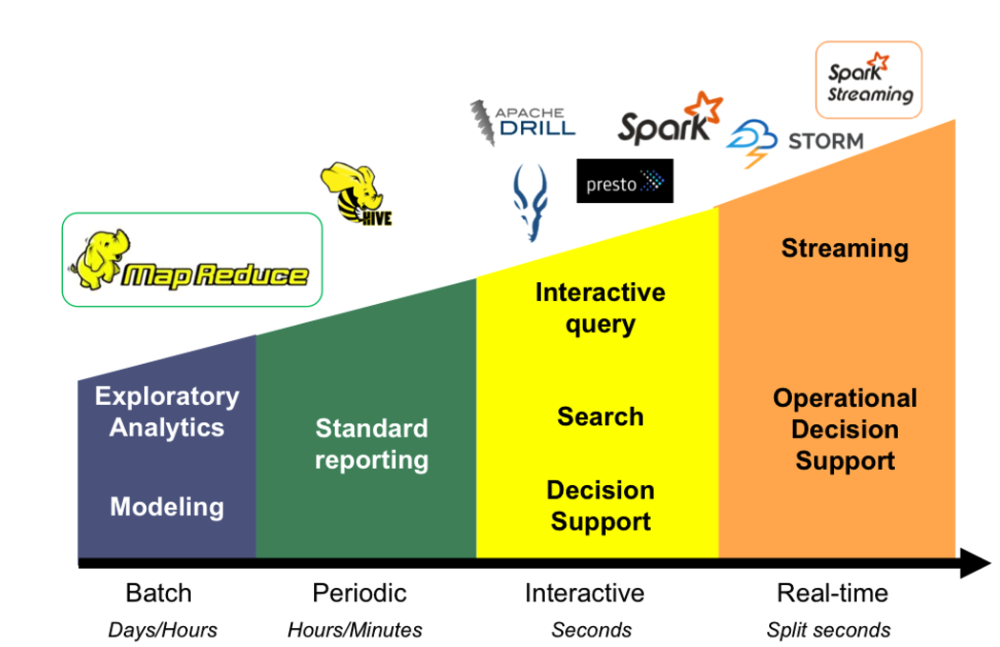 Spark
Streaming
APACHE
DRILL
Spark
STORM
presto
HIVE
Map Reduce
Streaming
Interactive
query
Exploratory
Analytics
Standard
reporting
Search
Operational
Decision
Support
Modeling
Decision
Support
Batch
Periodic
Interactive
Real-time
Days/Hours
Hours/Minutes
Seconds
Split seconds